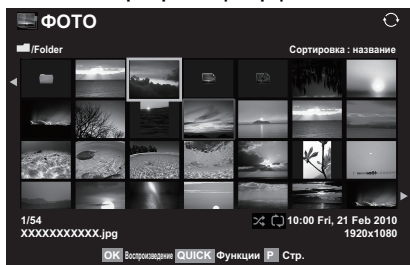 ФОТО
/Folder
Сортировка : название
1/54
10:00 Fri, 21 Feb 2010
XXXXXXXXXXX.jpg
1920x1080
OK Воспроизведение QUICK Функции P Стр.